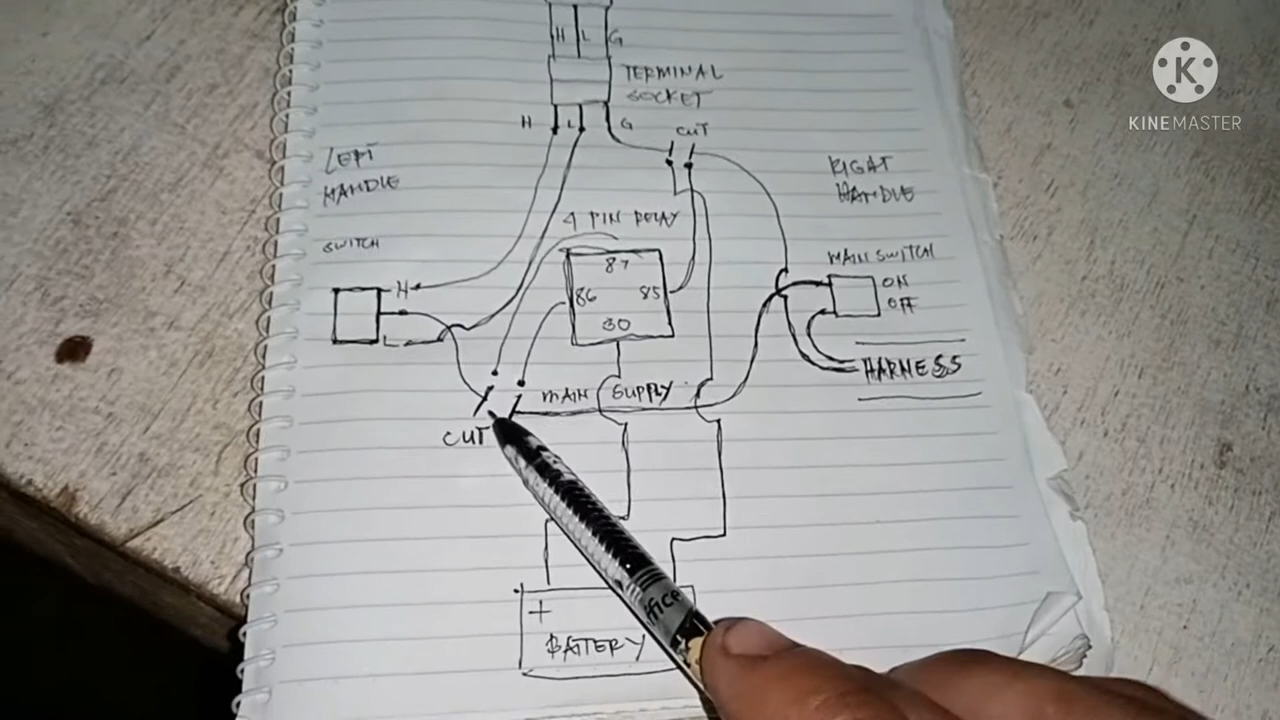 H L G
TERMINAL
SOCKET
H L G
CUT
LEFT
HANDLE
RIGHT
HANDLE
4 PIN RELAY
SWITCH
MAIN SWITCH
87
H
86 85
ON
OFF
30
L
HARNESS
MAIN SUPPLY
CUT
+
BATTERY
ffice
K
KINEMASTER